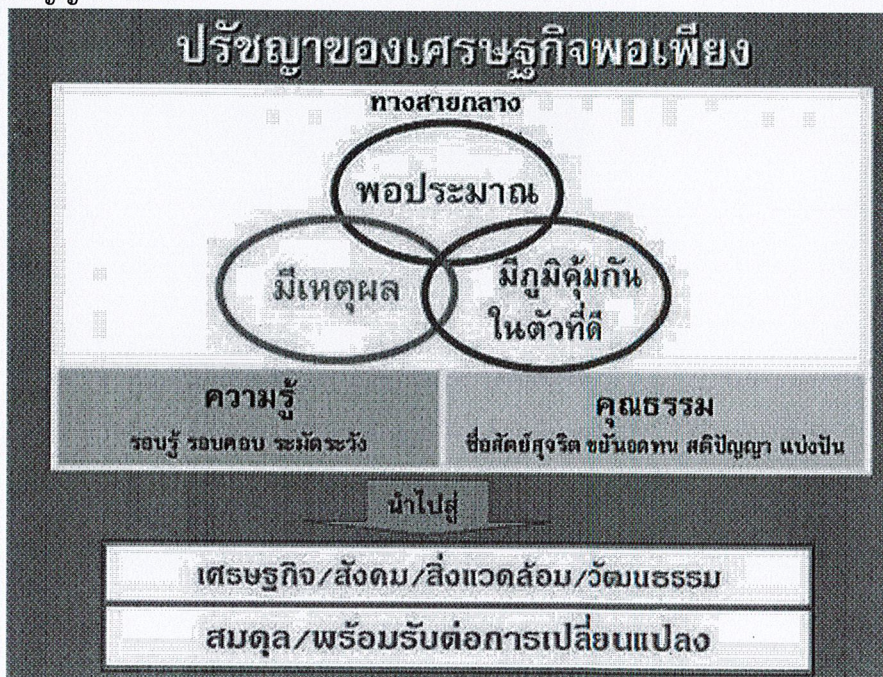 ปรัชญาของเศรษฐกิจพอเพียง
ทางสายกลาง
พอประมาณ
มีเหตุผล
มีภูมิคุ้มกัน
ในตัวที่ดี
ความรู้
รอบรู้ รอบคอบ ระมัดระวัง
คุณธรรม
ซื่อสัตย์สุจริต ขยันอดทน สติปัญญา แบ่งปัน
นำไปสู่
เศรษฐกิจ/สังคม/สิ่งแวดล้อม/วัฒนธรรม
สมดุล/พร้อมรับต่อการเปลี่ยนแปลง